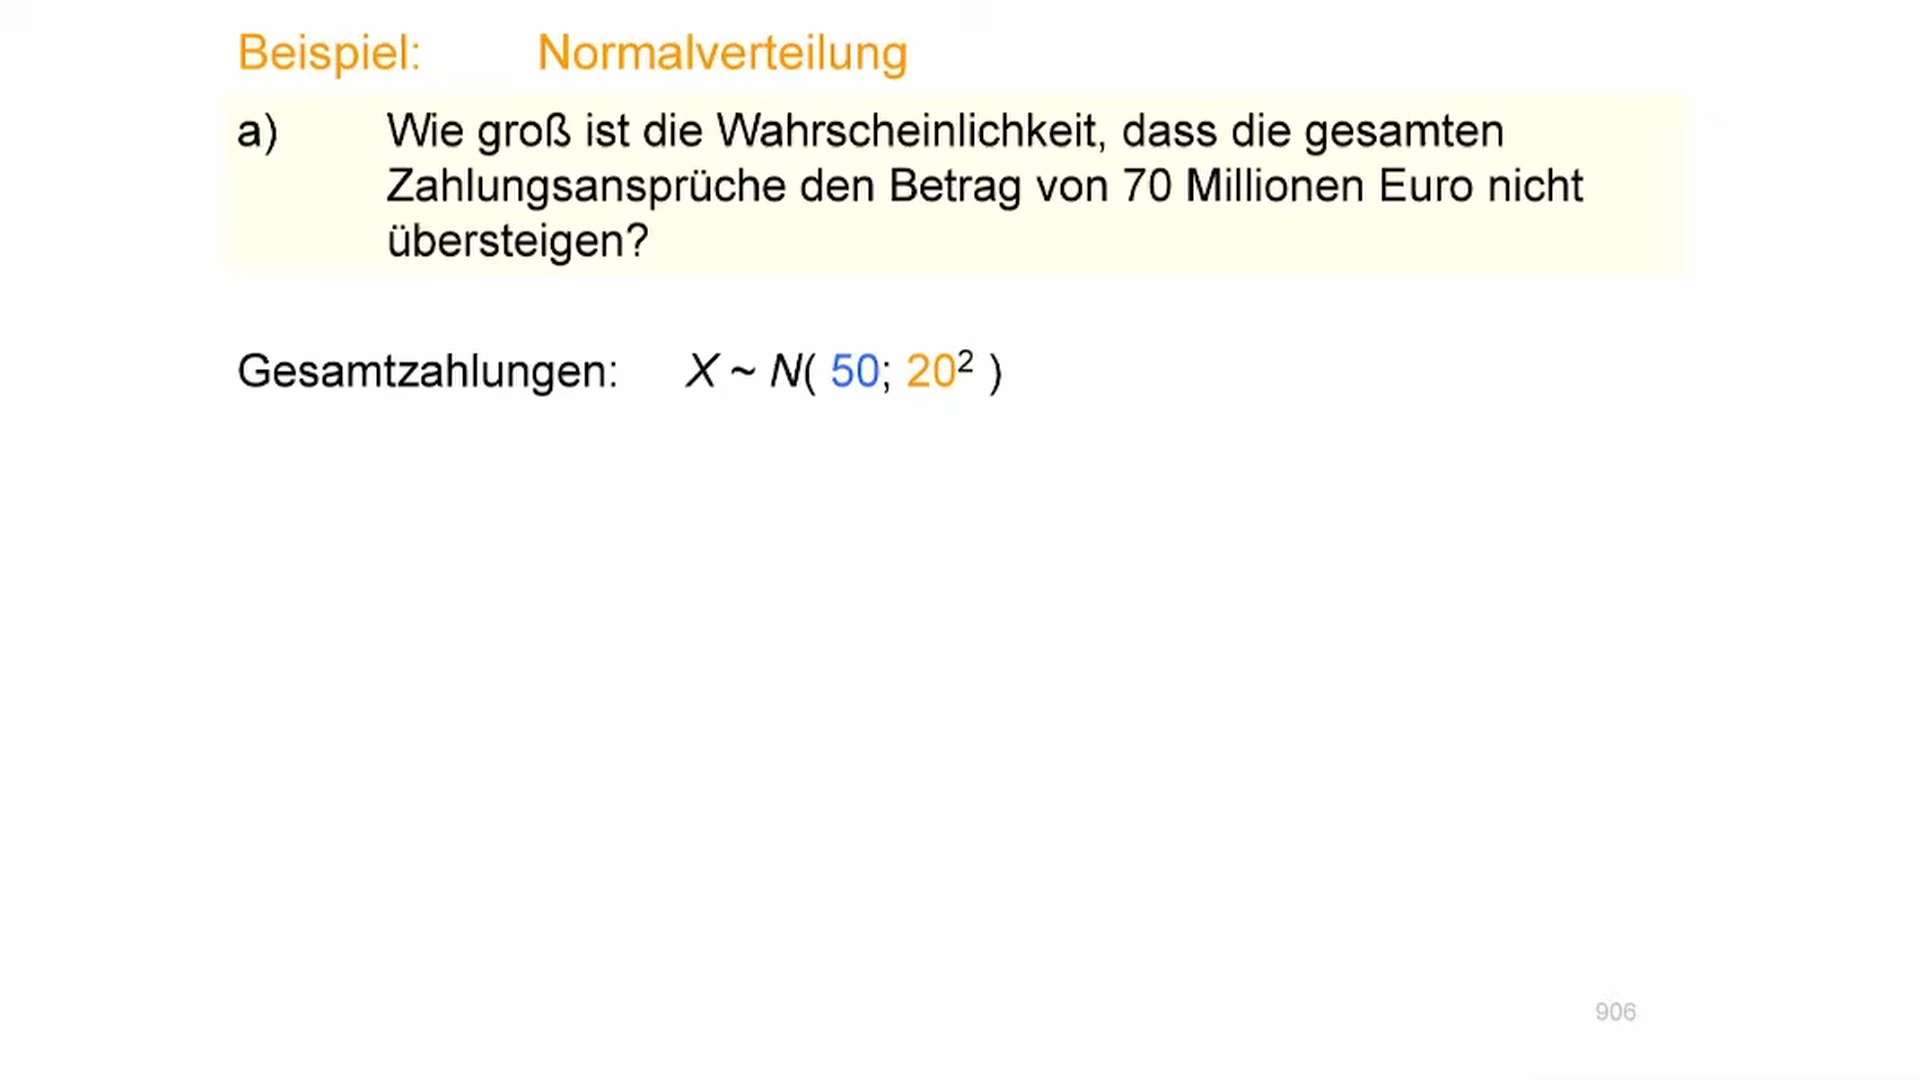 Beispiel: Normalverteilung
a) Wie groß ist die Wahrscheinlichkeit, dass die gesamten
Zahlungsansprüche den Betrag von 70 Millionen Euro nicht
übersteigen?
Gesamtzahlungen: X ~ N( 50; 20² )
906